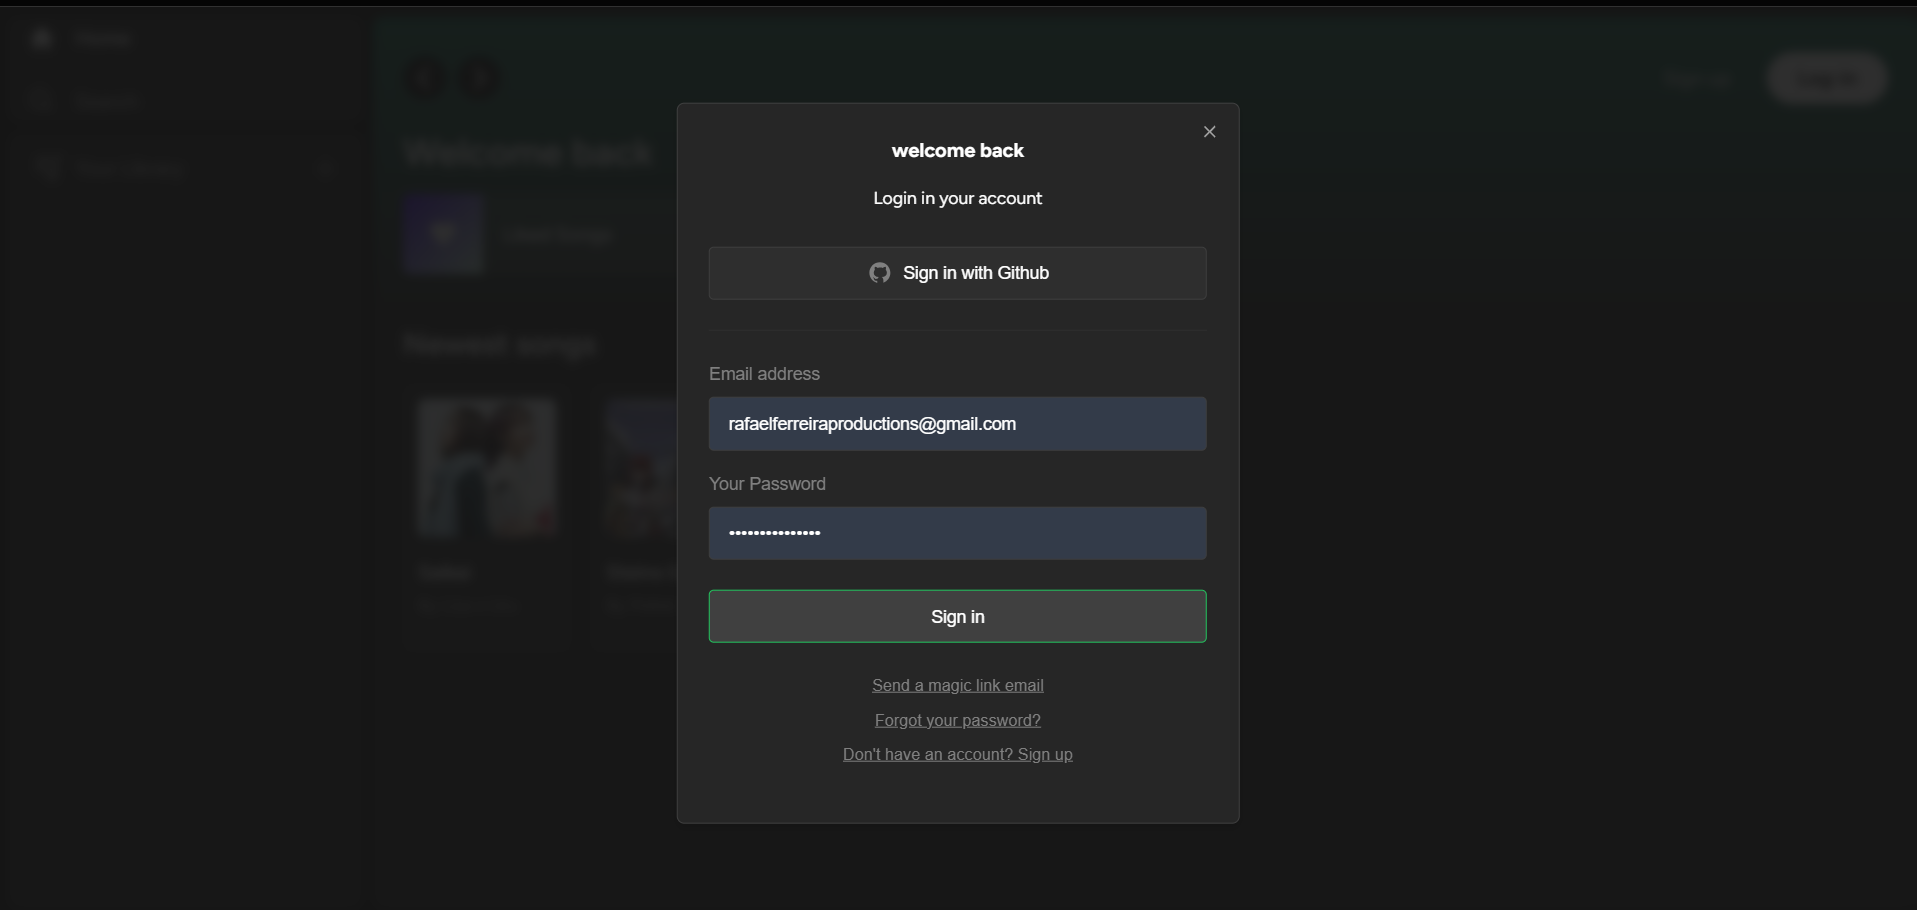 Home
Search
Your Library
Welcome back
Liked Songs
Newest songs
welcome back
Login in your account
Sign in with Github
Email address
rafaelferreiraproductions@gmail.com
Your Password
•••••••••••••••
Sign in
Send a magic link email
Forgot your password?
Don't have an account? Sign up